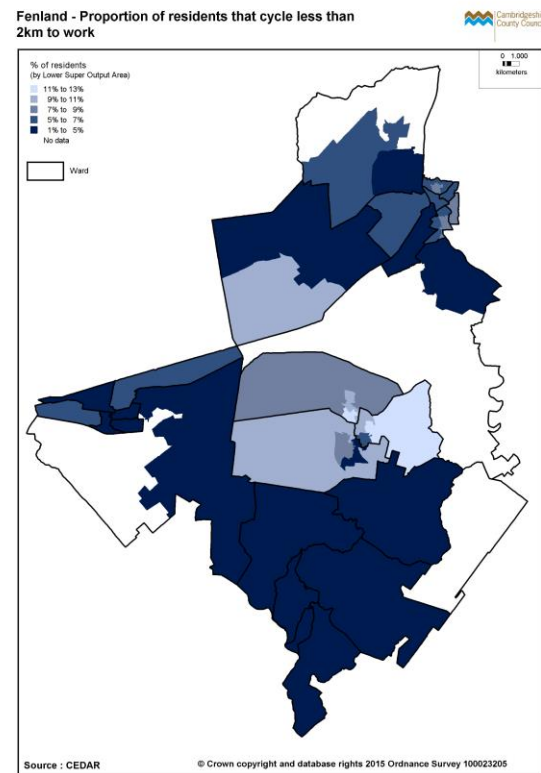 Fenland - Proportion of residents that cycle less than
2km to work
Cambridgeshire
County Council
0 1,000
kilometers
% of residents
(by Lower Super Output Area)
11% to 13%
9% to 11%
7% to 9%
5% to 7%
1% to 5%
No data
Ward
Source : CEDAR
© Crown copyright and database rights 2015 Ordnance Survey 100023205